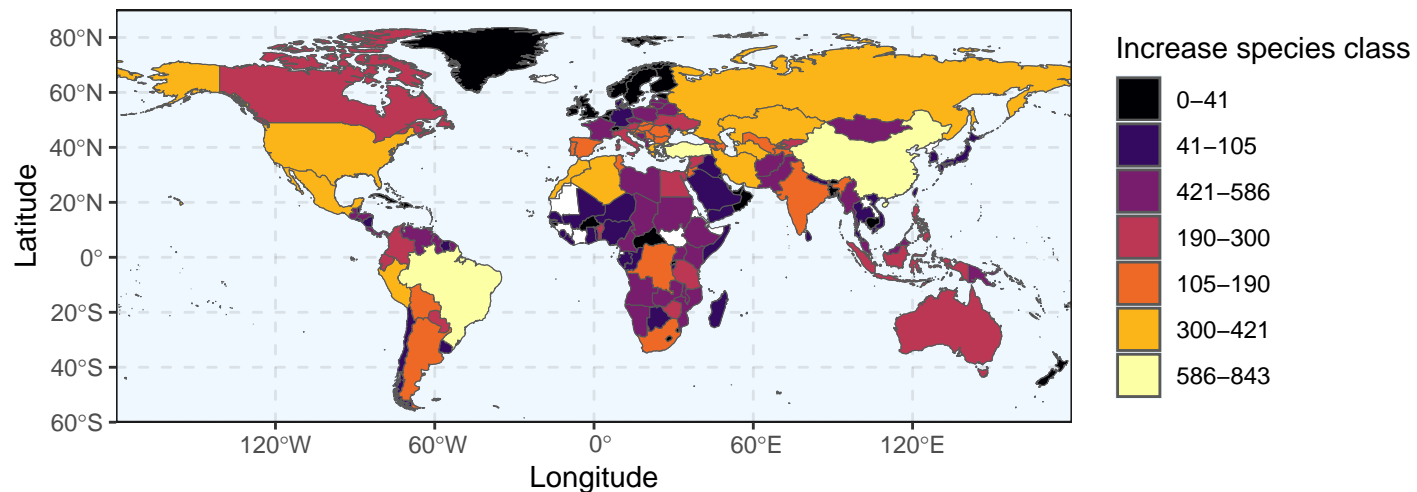 Increase species class
0–41
41–105
421–586
190–300
105–190
300–421
586–843
80°N
60°N
40°N
20°N
0°
20°S
40°S
60°S
Latitude
120°W
60°W
0°
60°E
120°E
Longitude